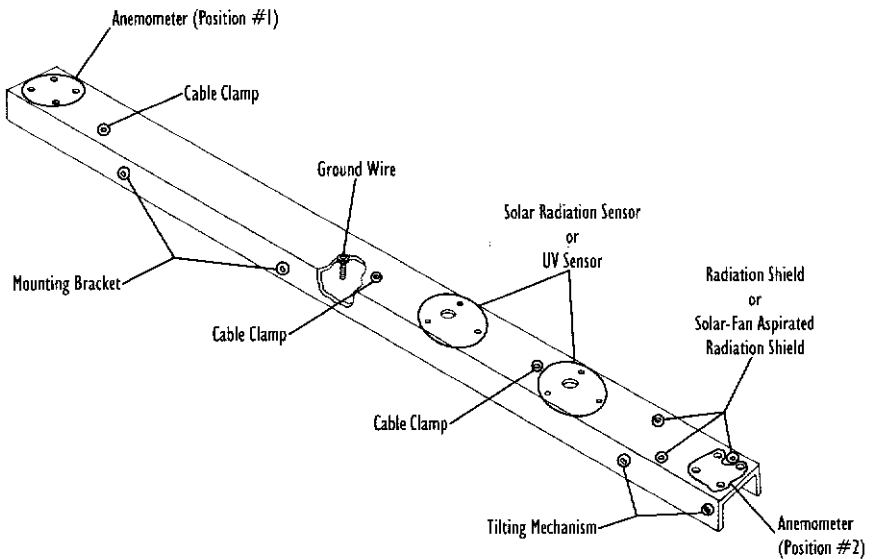 Anemometer (Position #1)
Cable Clamp
Ground Wire
Solar Radiation Sensor
or
UV Sensor
Mounting Bracket
Cable Clamp
Radiation Shield
or
Solar-Fan Aspirated
Radiation Shield
Cable Clamp
Tilting Mechanism
Anemometer
(Position #2)